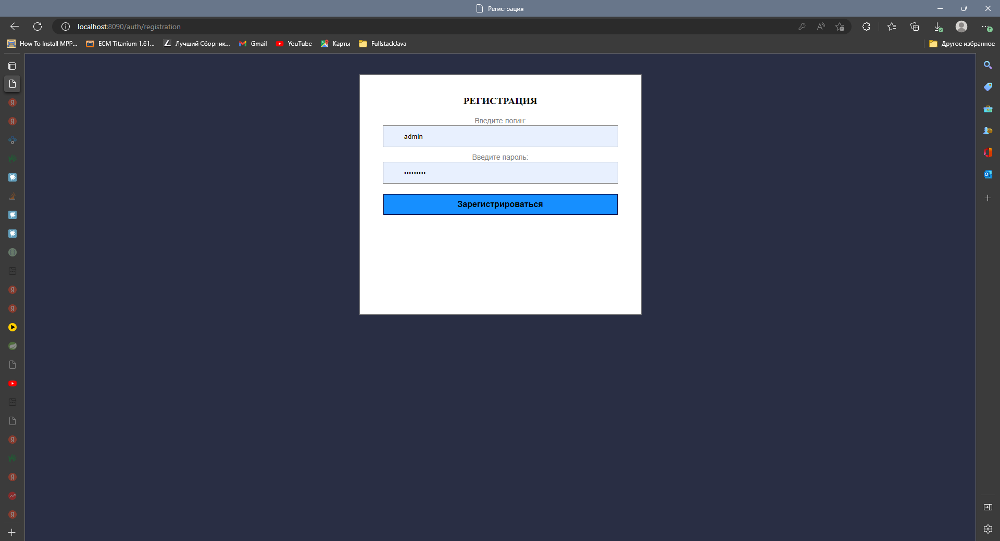 Регистрация
localhost:8090/auth/registration
How To Install MPP...
ECM Titanium 1.61...
Лучший Сборник...
Gmail
YouTube
Карты
FullstackJava
Другое избранное
РЕГИСТРАЦИЯ
Введите логин:
admin
Введите пароль:
•••••••••
Зарегистрироваться